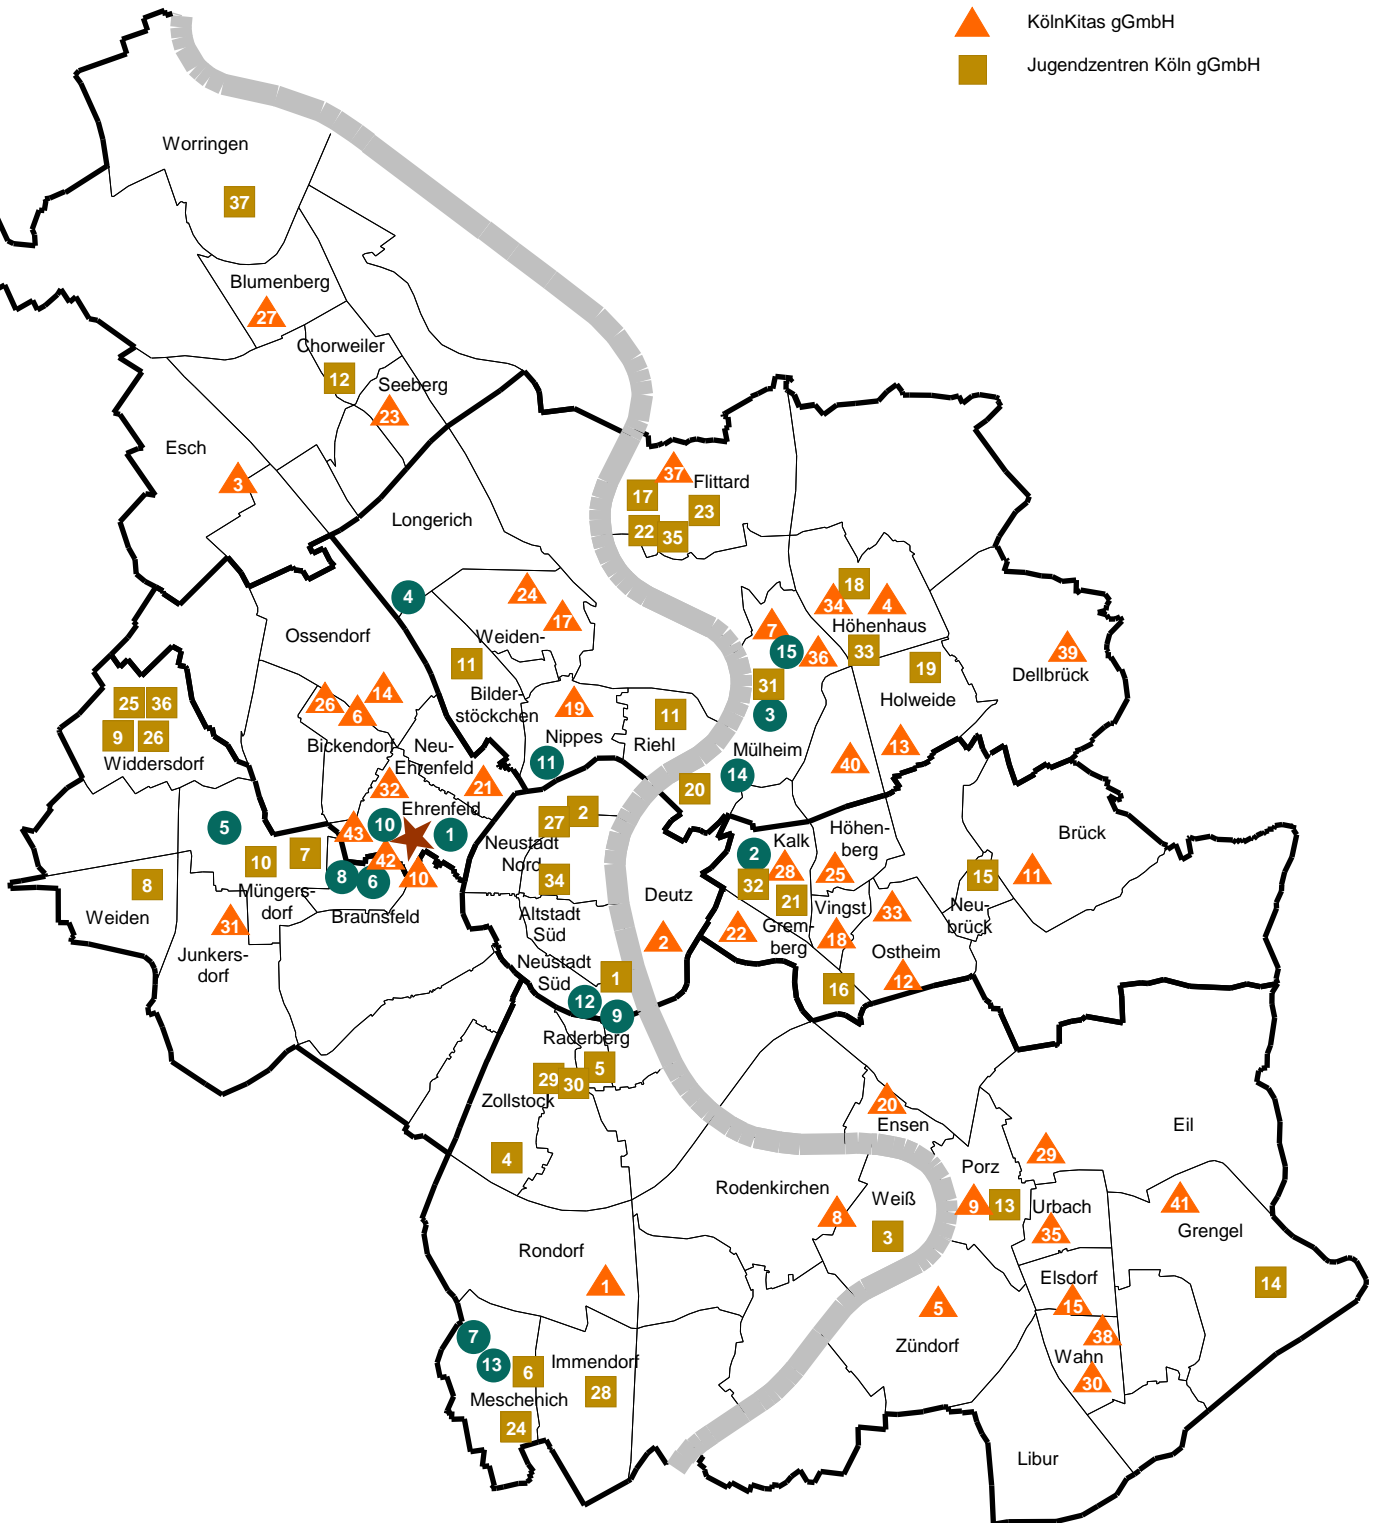 KölnKitas gGmbH
Jugendzentren Köln gGmbH
Worringen
37
Blumenberg
27
Chorweiler
12
Seeberg
23
Esch
3
37
Flittard
17
23
22
35
Longerich
4
24
17
Weiden-
11
Bilder-
stöckchen
Ossendorf
18
34
4
Höhenhaus
7
15
36
33
19
Holweide
39
Dellbrück
31
3
Mülheim
14
13
40
25
36
9
26
Widdersdorf
26
6
14
Bickendorf
Neu-
Ehrenfeld
32
21
Ehrenfeld
19
Nippes
11
11
Riehl
20
5
10
7
Müngers-
dorf
8
Weiden
31
Junkers-
dorf
43
10
1
42
8
6
10
Braunsfeld
27
2
Neustadt
Nord
34
Altstadt
Süd
Neustadt
Süd
1
12
9
Deutz
2
2
Kalk
28
32
21
22
Grem-
berg
Höhen-
berg
25
Vingst
18
16
33
Ostheim
12
Brück
15
11
Neu-
brück
Raderberg
5
29
30
Zollstock
4
20
Ensen
Eil
29
Porz
9
13
Urbach
35
41
Grengel
14
Rodenkirchen
8
Weiß
3
Rondorf
1
Elsdorf
15
38
Wahn
30
5
Zündorf
7
13
6
Meschenich
24
Immendorf
28
Libur